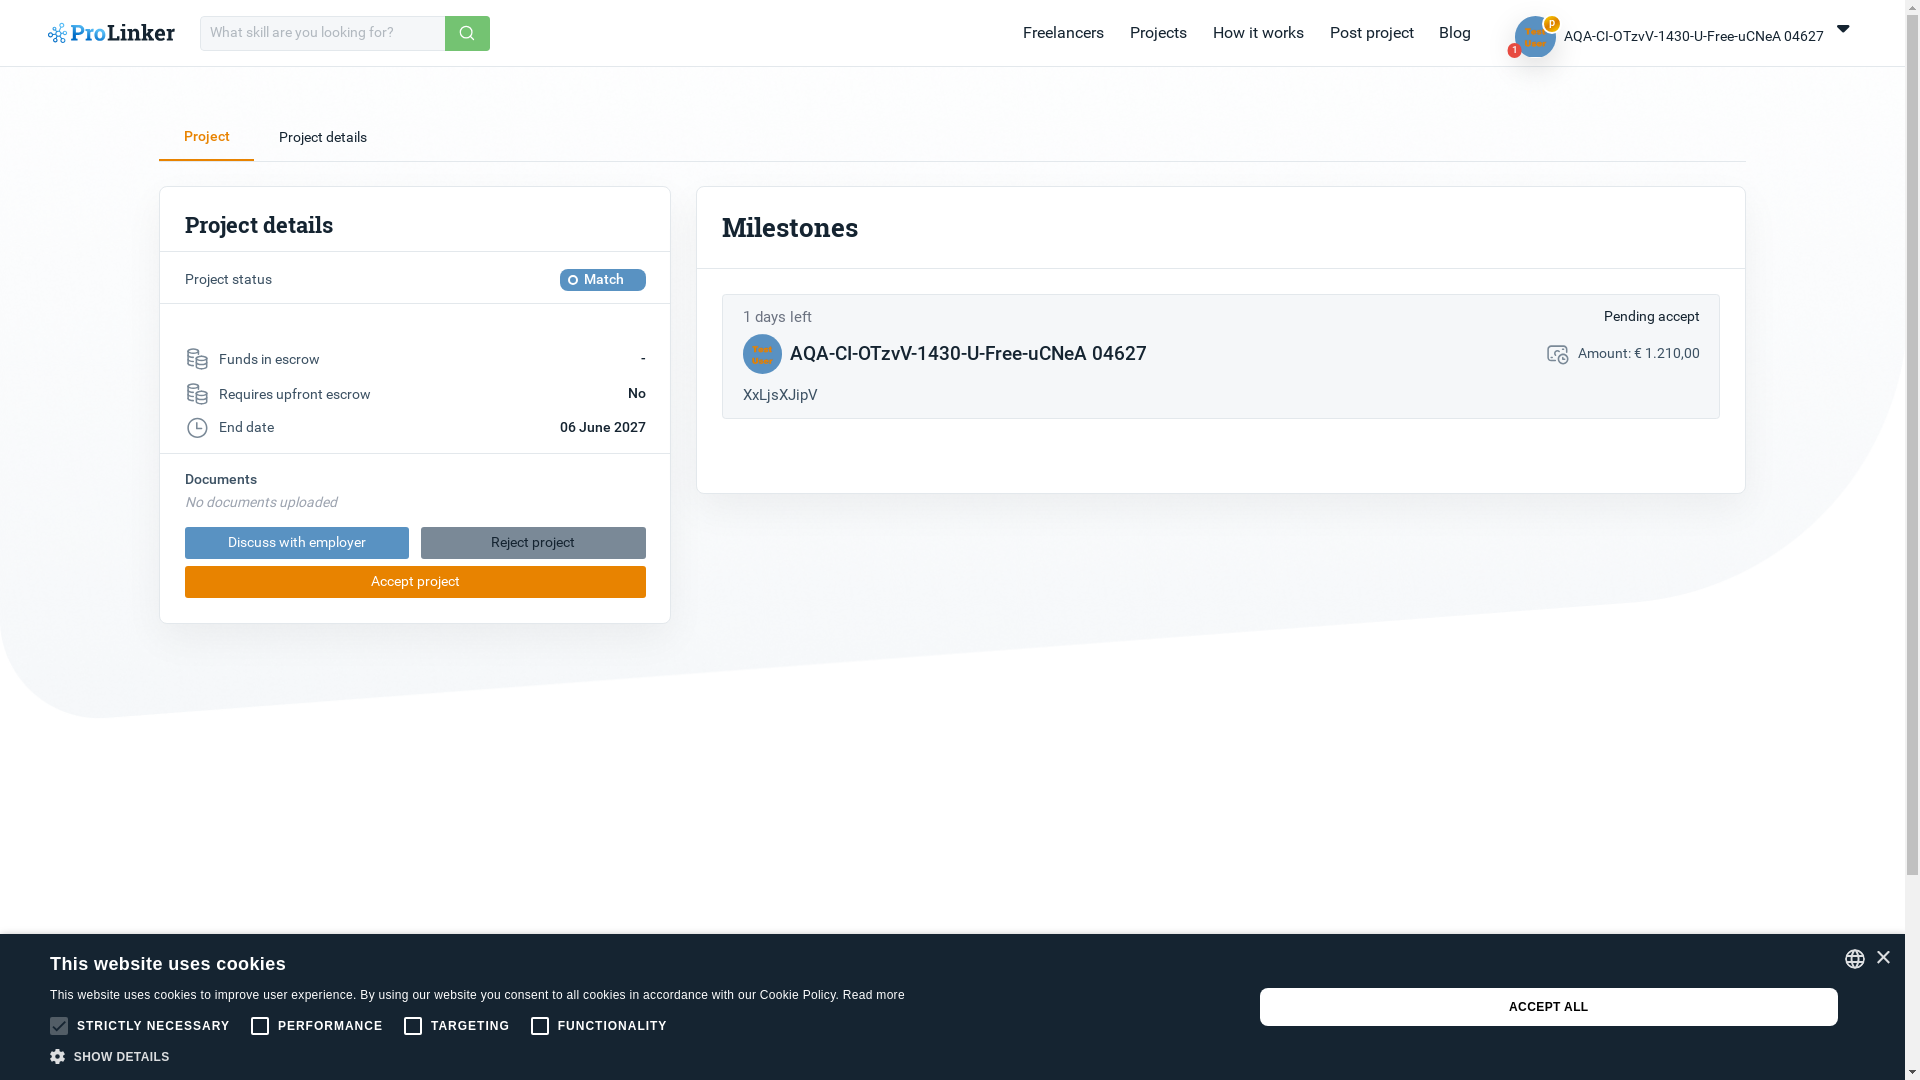 ProLinker
What skill are you looking for?
Freelancers
Projects
How it works
Post project
Blog
p
1
AQA-CI-OTzvV-1430-U-Free-uCNeA 04627
Project
Project details
Project details
Project status
Match
Funds in escrow
-
Requires upfront escrow
No
End date
06 June 2027
Documents
No documents uploaded
Discuss with employer
Reject project
Accept project
Milestones
1 days left
Pending accept
Test
User
AQA-CI-OTzvV-1430-U-Free-uCNeA 04627
Amount: € 1.210,00
XxLjsXJipV
This website uses cookies
This website uses cookies to improve user experience. By using our website you consent to all cookies in accordance with our Cookie Policy. Read more
STRICTLY NECESSARY
PERFORMANCE
TARGETING
FUNCTIONALITY
SHOW DETAILS
ACCEPT ALL